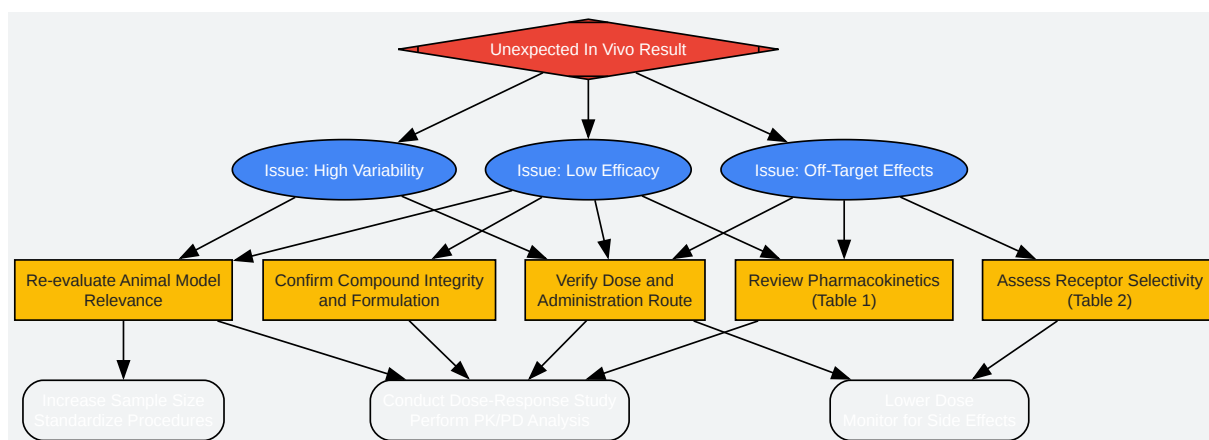 Unexpected In Vivo Result
Issue: High Variability
Issue: Low Efficacy
Issue: Off-Target Effects
Re-evaluate Animal Model
Relevance
Confirm Compound Integrity
and Formulation
Verify Dose and
Administration Route
Review Pharmacokinetics
(Table 1)
Assess Receptor Selectivity
(Table 2)
Increase Sample Size
Standardize Procedures
Conduct Dose-Response Study
Perform PK/PD Analysis
Lower Dose
Monitor for Side Effects